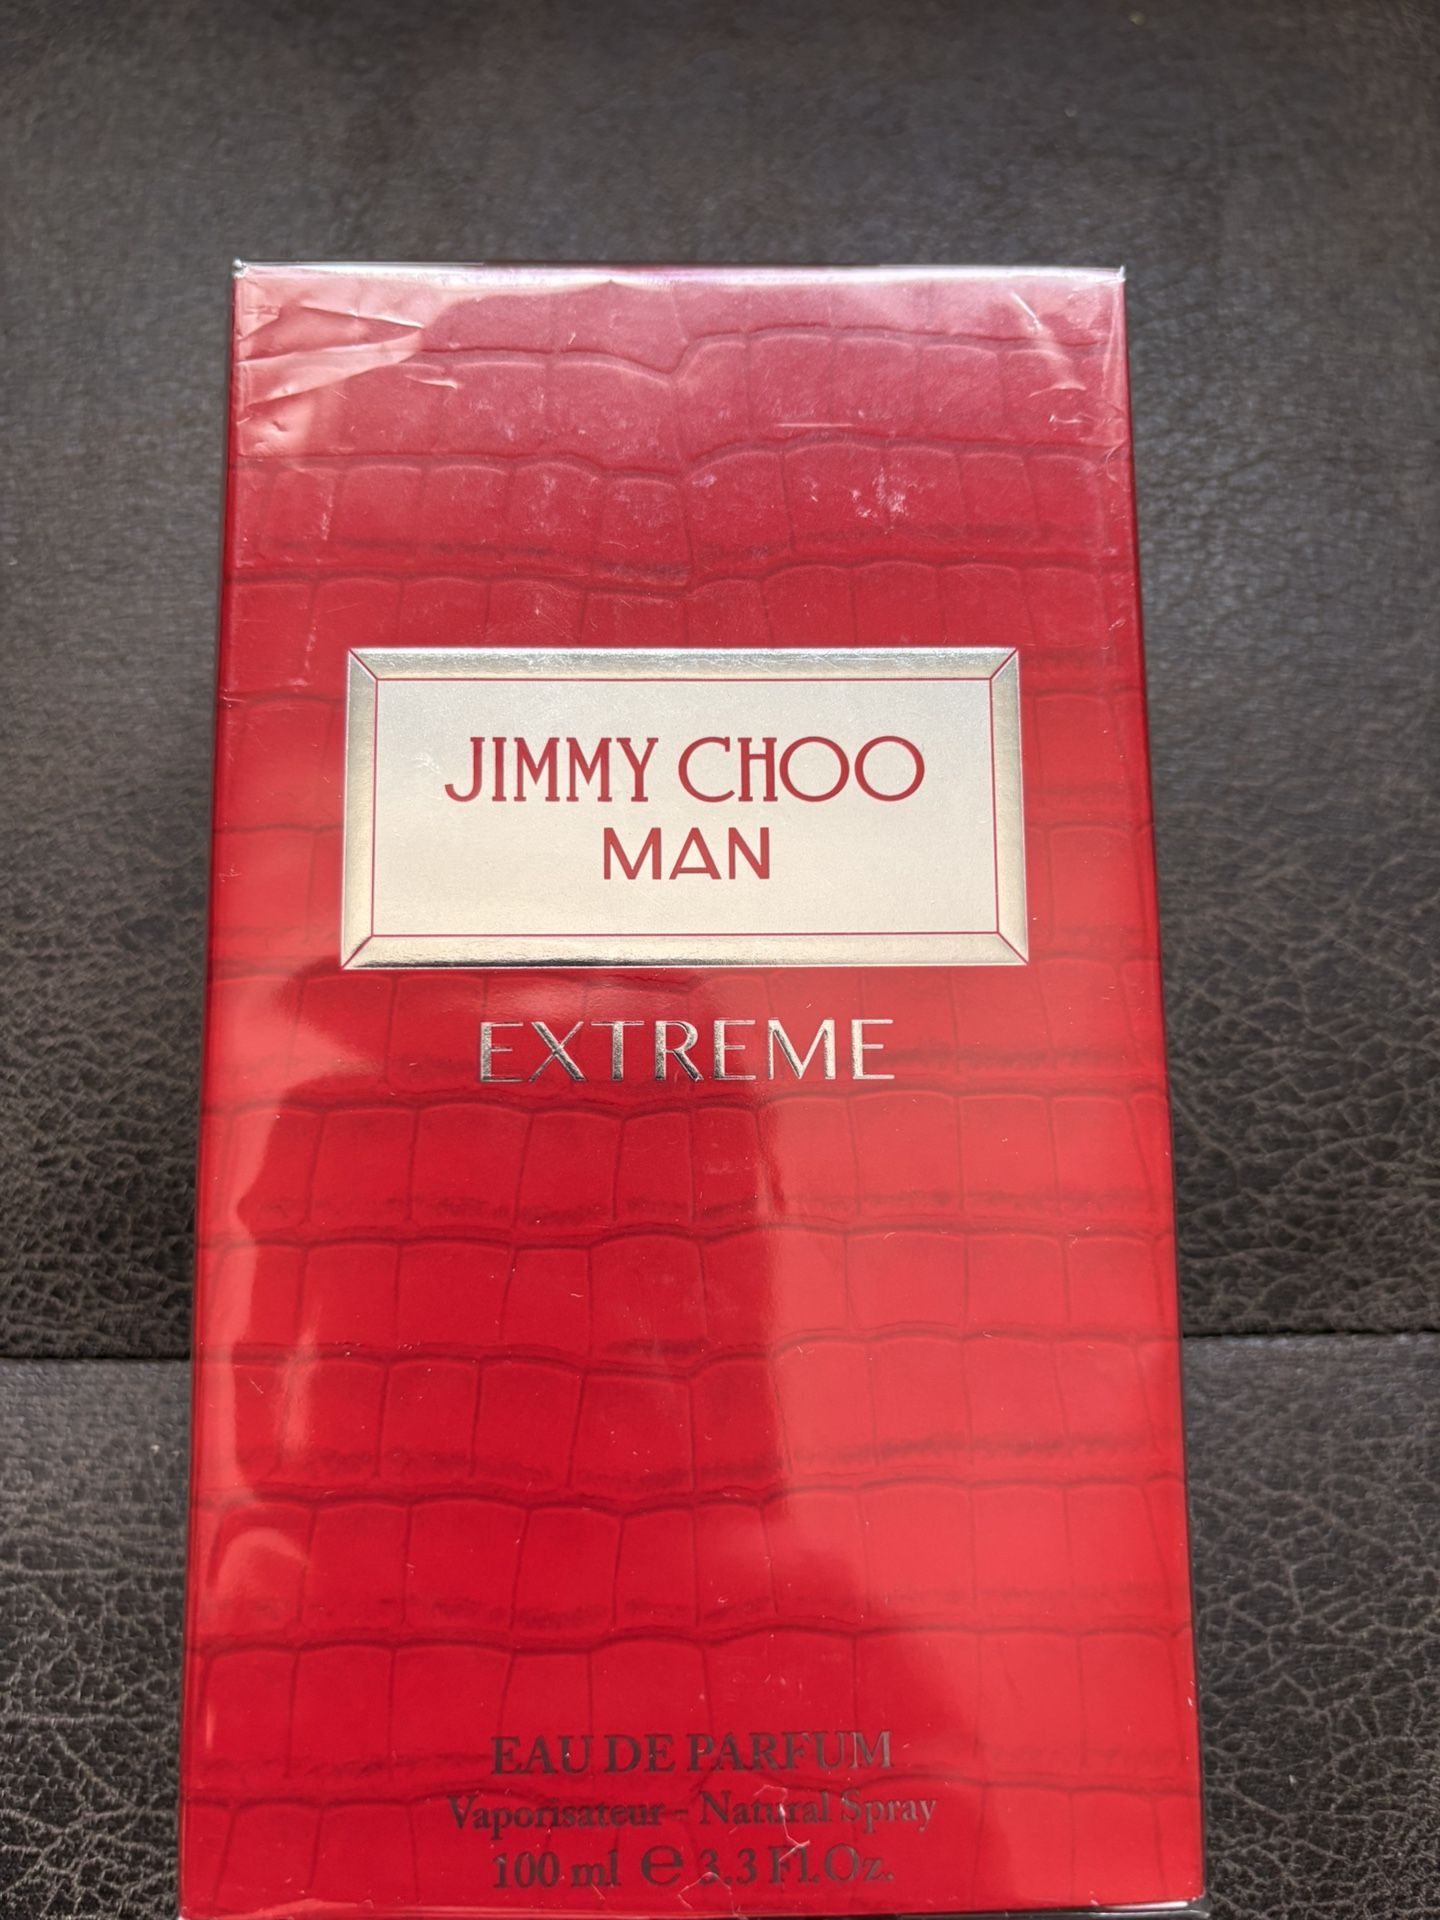 JIMMY CHOO
MAN
EXTREME
EAU DE PARFUM
Vaporisateur - Natural Spray
100 ml ℮ 3.3 Fl.Oz.